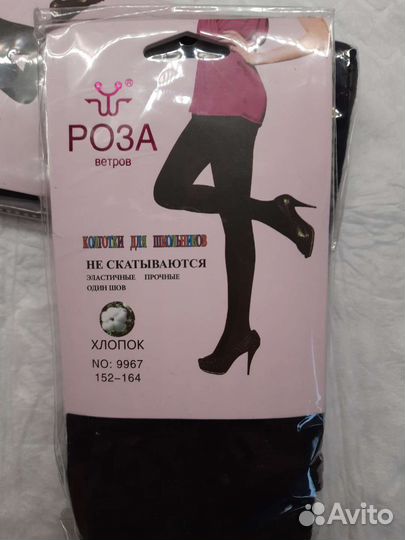 ®
РОЗА
ветров
КОЛГОТКИ ДЛЯ ШКОЛЬНИКОВ
НЕ СКАТЫВАЮТСЯ
ЭЛАСТИЧНЫЕ ПРОЧНЫЕ
ОДИН ШОВ
ХЛОПОК
NO: 9967
152-164
Avito